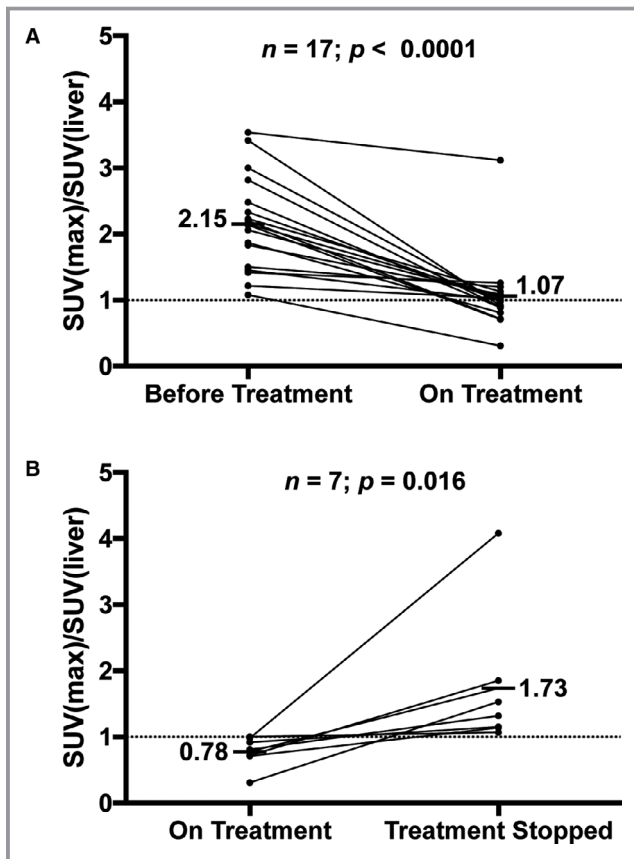 A
n = 17; p < 0.0001
SUV(max)/SUV(liver)
5
4
3
2
1
0
2.15
1.07
Before Treatment
On Treatment
B
n = 7; p = 0.016
SUV(max)/SUV(liver)
5
4
3
2
1
0
0.78
1.73
On Treatment
Treatment Stopped